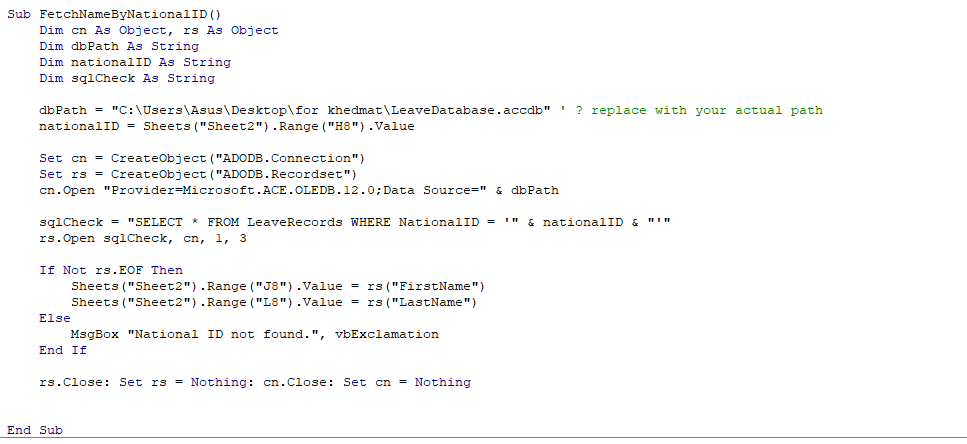 Sub FetchNameByNationalID()
    Dim cn As Object, rs As Object
    Dim dbPath As String
    Dim nationalID As String
    Dim sqlCheck As String

    dbPath = "C:\Users\Asus\Desktop\for khedmat\LeaveDatabase.accdb" ' ? replace with your actual path
    nationalID = Sheets("Sheet2").Range("H8").Value

    Set cn = CreateObject("ADODB.Connection")
    Set rs = CreateObject("ADODB.Recordset")
    cn.Open "Provider=Microsoft.ACE.OLEDB.12.0;Data Source=" & dbPath

    sqlCheck = "SELECT * FROM LeaveRecords WHERE NationalID = '" & nationalID & "'"
    rs.Open sqlCheck, cn, 1, 3

    If Not rs.EOF Then
        Sheets("Sheet2").Range("J8").Value = rs("FirstName")
        Sheets("Sheet2").Range("L8").Value = rs("LastName")
    Else
        MsgBox "National ID not found.", vbExclamation
    End If

    rs.Close: Set rs = Nothing: cn.Close: Set cn = Nothing


End Sub